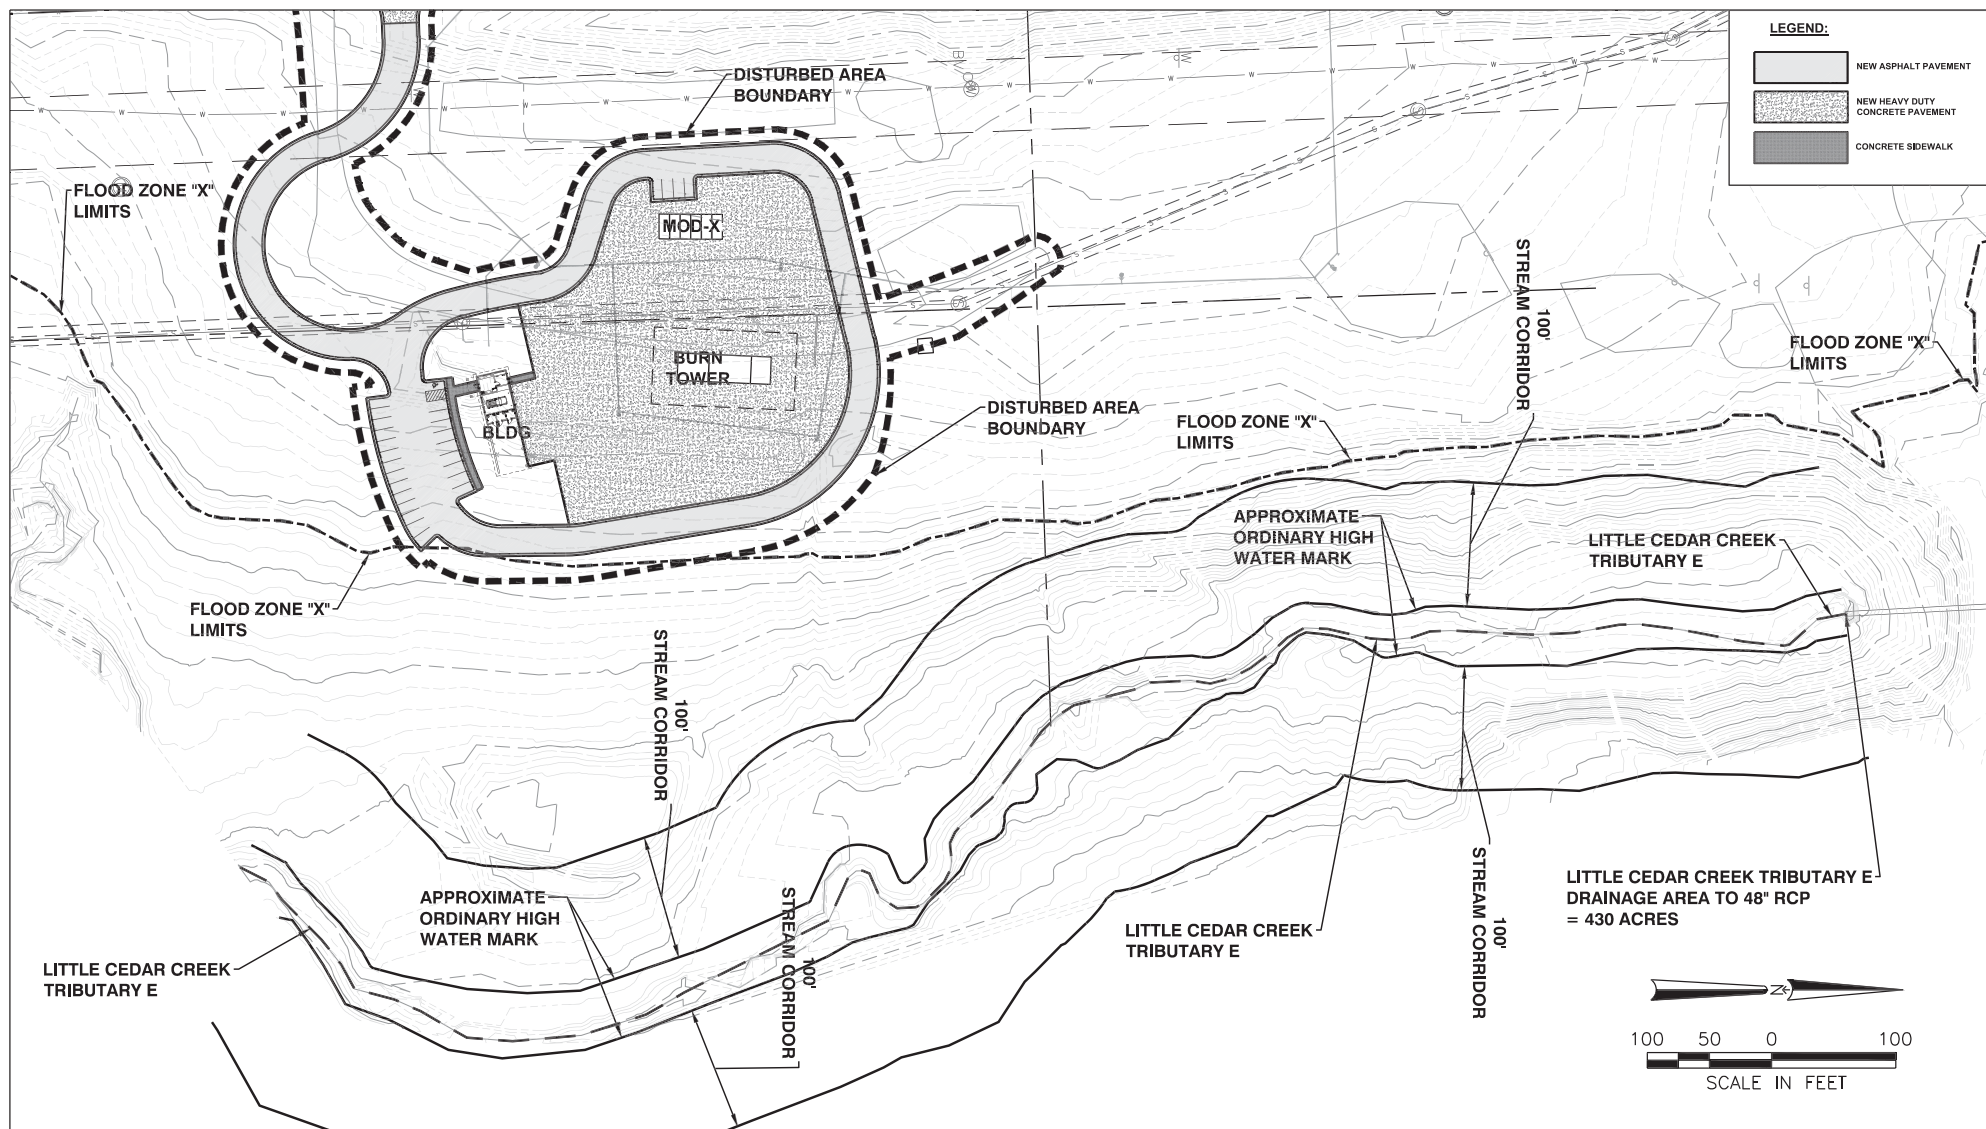 LEGEND:
NEW ASPHALT PAVEMENT
NEW HEAVY DUTY
CONCRETE PAVEMENT
CONCRETE SIDEWALK
DISTURBED AREA
BOUNDARY
FLOOD ZONE "X"
LIMITS
MOD-X
BURN
TOWER
BLDG
DISTURBED AREA
BOUNDARY
FLOOD ZONE "X"
LIMITS
100'
STREAM CORRIDOR
FLOOD ZONE "X"
LIMITS
APPROXIMATE
ORDINARY HIGH
WATER MARK
LITTLE CEDAR CREEK
TRIBUTARY E
FLOOD ZONE "X"
LIMITS
100'
STREAM CORRIDOR
APPROXIMATE
ORDINARY HIGH
WATER MARK
100'
STREAM CORRIDOR
LITTLE CEDAR CREEK
TRIBUTARY E
LITTLE CEDAR CREEK
TRIBUTARY E
100'
STREAM CORRIDOR
LITTLE CEDAR CREEK TRIBUTARY E
DRAINAGE AREA TO 48" RCP
= 430 ACRES
N
100 50 0 100
SCALE IN FEET